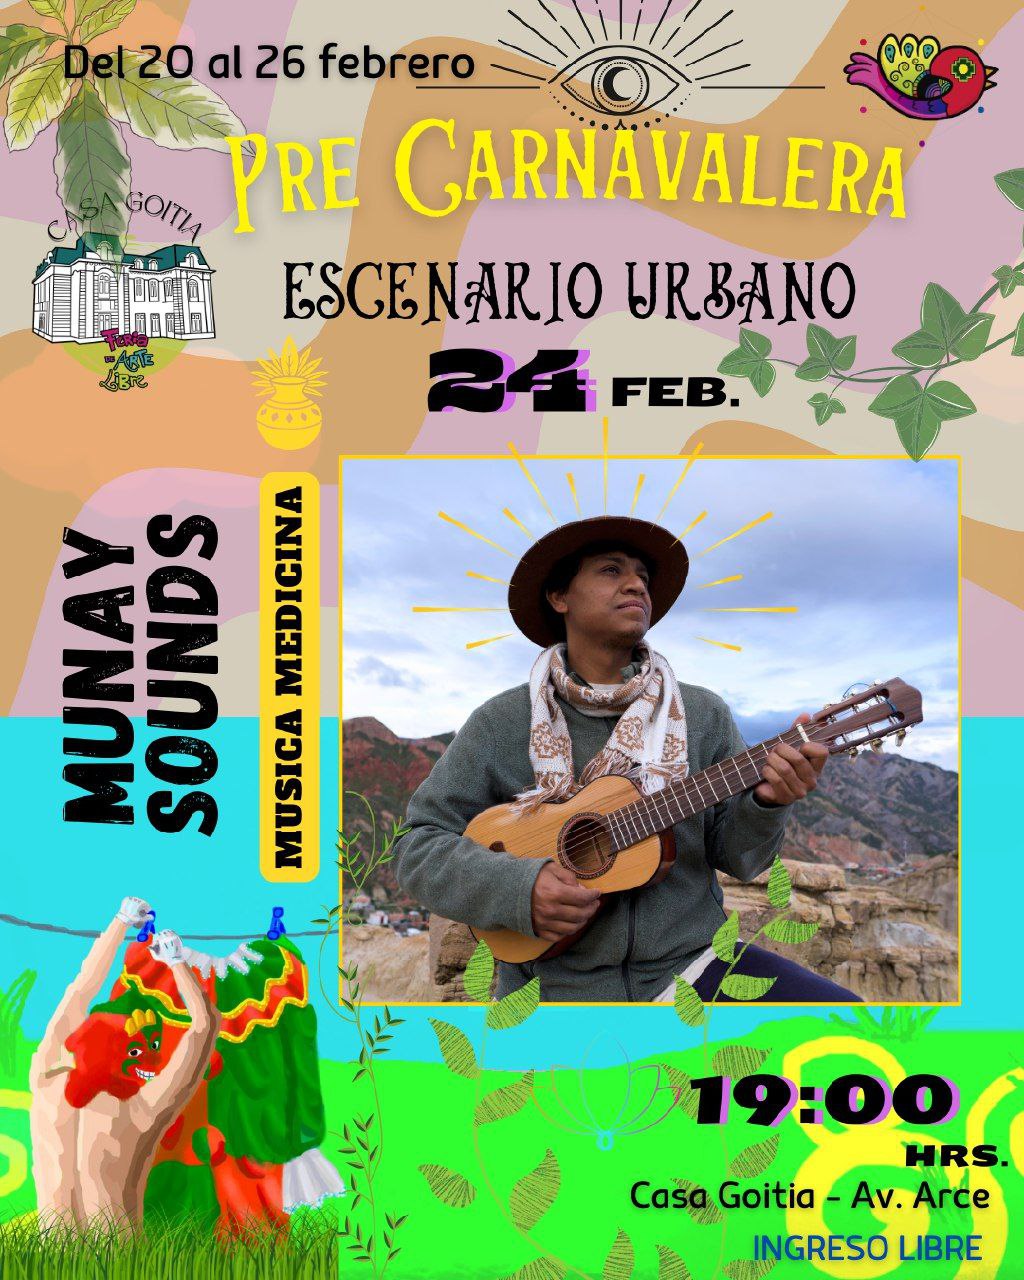 Del 20 al 26 febrero
PRE CARNAVALERA
CASA GOITIA
ESCENARIO URBANO
FERIA
DE ARTE
LIBRE
24 FEB.
MUNAY
SOUNDS
MUSICA MEDICINA
19:00
HRS.
Casa Goitia - Av. Arce
INGRESO LIBRE